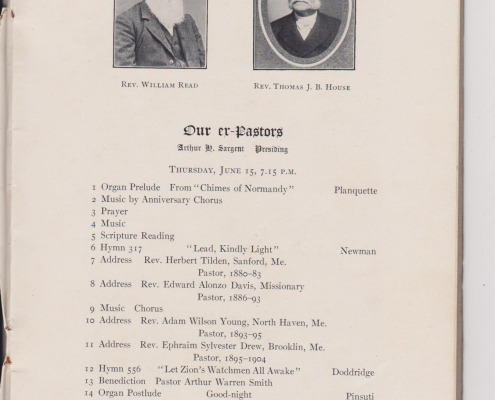 Rev. William Read
Rev. Thomas J. B. House
Our ex-Pastors
Arthur H. Sargent Presiding
Thursday, June 15, 7.15 p.m.
1 Organ Prelude From "Chimes of Normandy" Planquette
2 Music by Anniversary Chorus
3 Prayer
4 Music
5 Scripture Reading
6 Hymn 317 "Lead, Kindly Light" Newman
7 Address Rev. Herbert Tilden, Sanford, Me.
Pastor, 1880–83
8 Address Rev. Edward Alonzo Davis, Missionary
Pastor, 1886–93
9 Music Chorus
10 Address Rev. Adam Wilson Young, North Haven, Me.
Pastor, 1893–95
11 Address Rev. Ephraim Sylvester Drew, Brooklin, Me.
Pastor, 1895–1904
12 Hymn 556 "Let Zion's Watchmen All Awake" Doddridge
13 Benediction Pastor Arthur Warren Smith
14 Organ Postlude Good-night Pinsuti